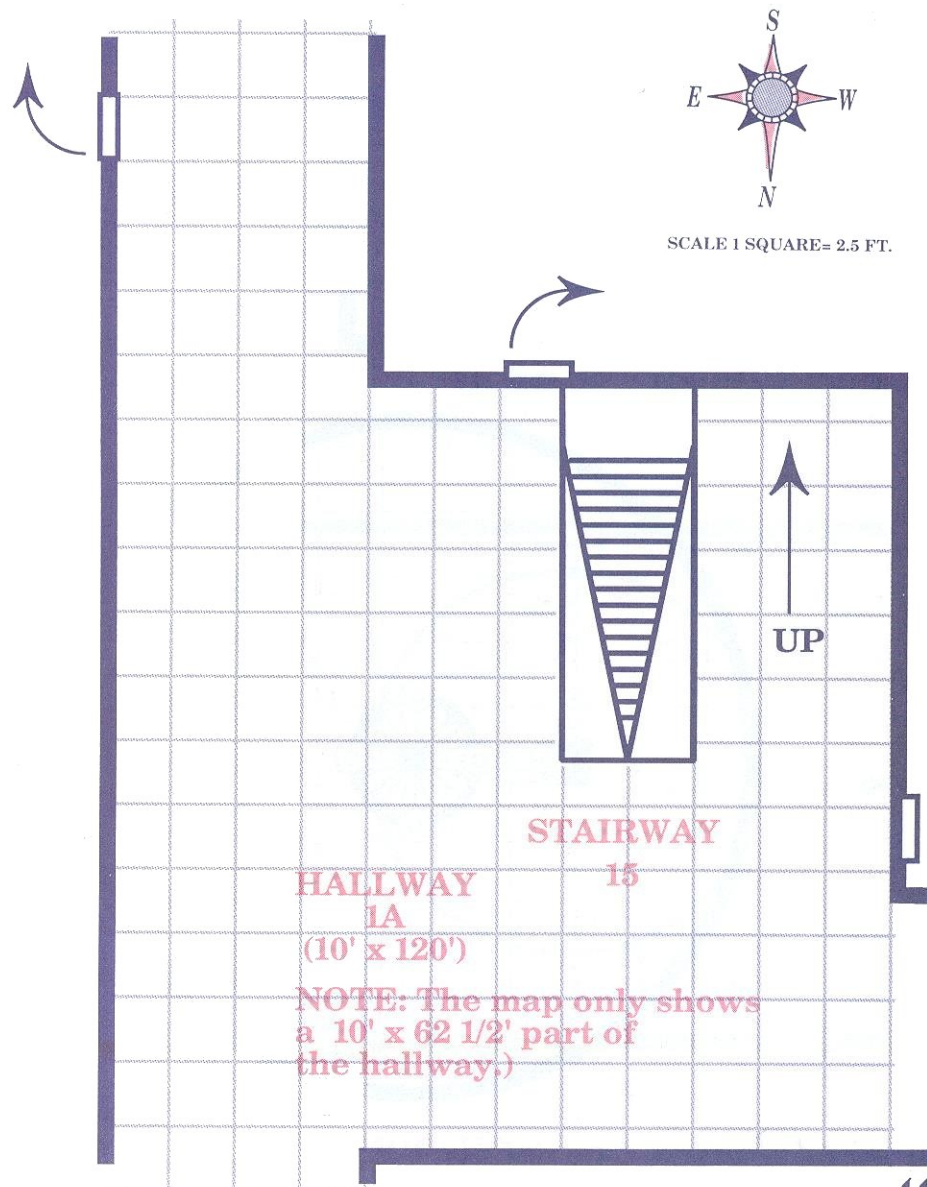 S
E W
N
SCALE 1 SQUARE= 2.5 FT.
UP
STAIRWAY
15
HALLWAY
1A
(10' x 120')
NOTE: The map only shows
a 10' x 62 1/2' part of
the hallway.)